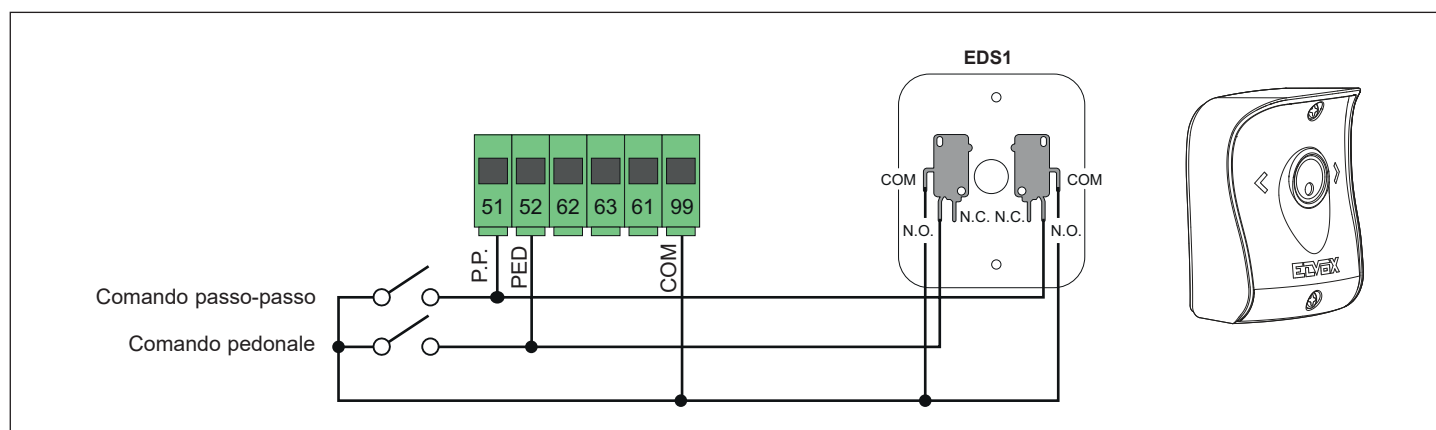 EDS1
51 52 62 63 61 99
P.P.
PED
COM
COM
N.O.
N.C.
N.C.
N.O.
COM
Comando passo-passo
Comando pedonale
ELVOX